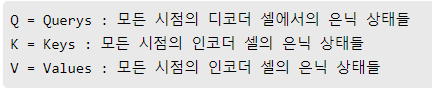 Q = Querys : 모든 시점의 디코더 셀에서의 은닉 상태들
K = Keys : 모든 시점의 인코더 셀의 은닉 상태들
V = Values : 모든 시점의 인코더 셀의 은닉 상태들